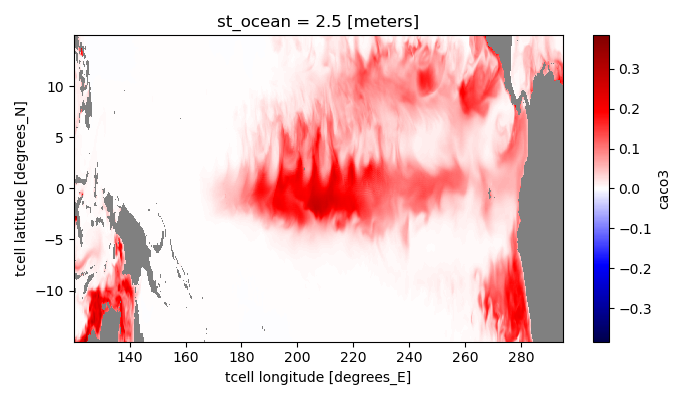 st_ocean = 2.5 [meters]
10
5
0
−5
−10
tcell latitude [degrees_N]
140 160 180 200 220 240 260 280
tcell longitude [degrees_E]
0.3
0.2
0.1
0.0
−0.1
−0.2
−0.3
caco3